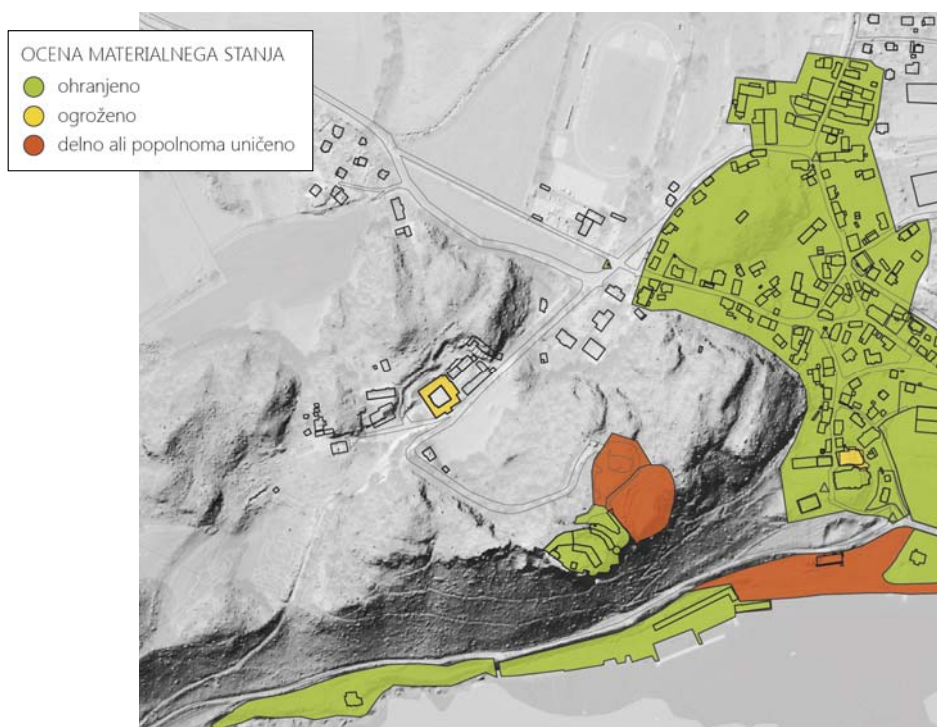 OCENA MATERIALNEGA STANJA
ohranjeno
ogroženo
delno ali popolnoma uničeno